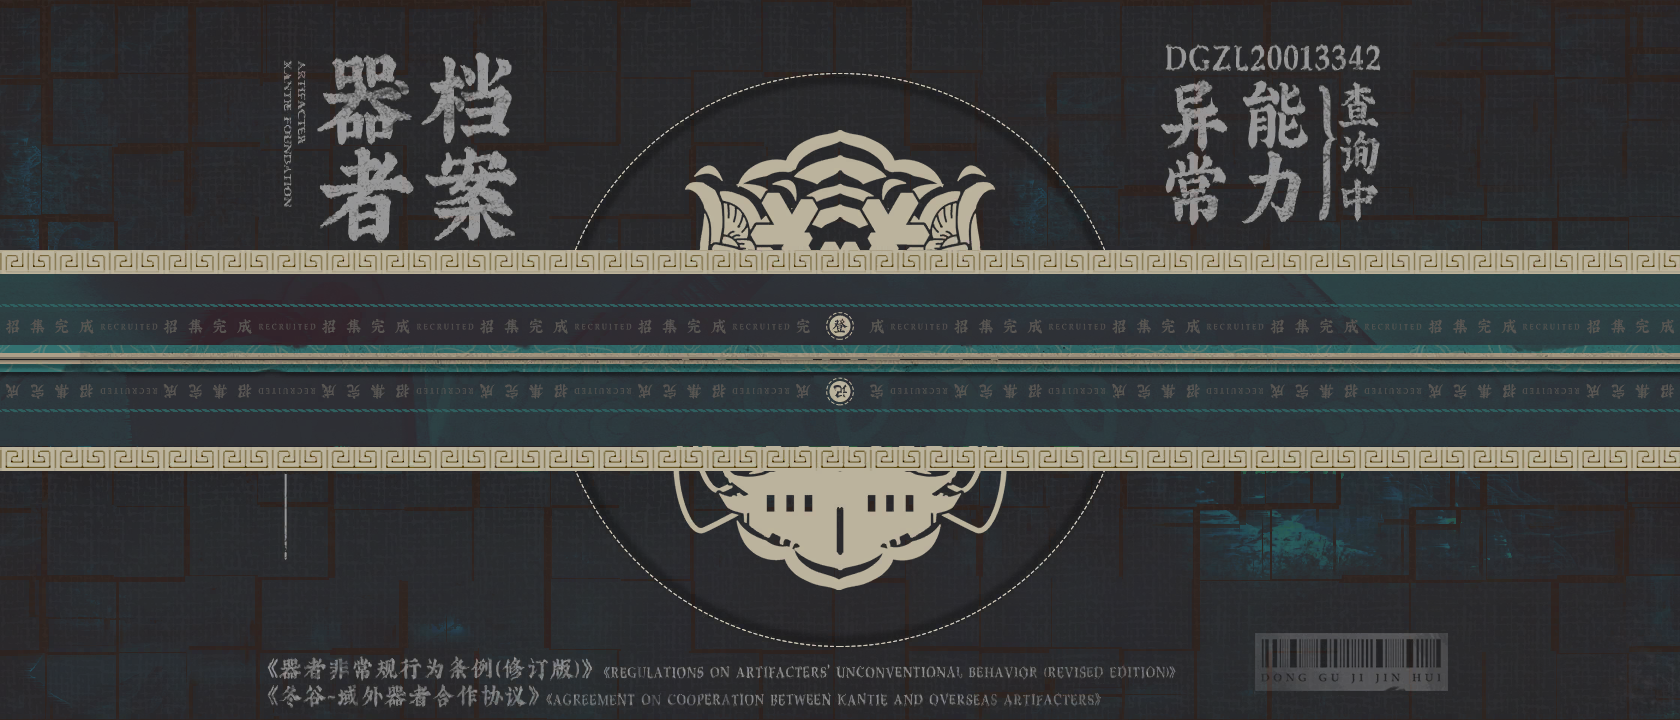 档案
器者
ARTIFACTER
KANTIE FOUNDATION
DGZL20013342
异常
能力
查询中
招集完成 RECRUITED 招集完成 RECRUITED 招集完成 RECRUITED 招集完成 RECRUITED 招集完成 RECRUITED 招集完 登 成 RECRUITED 招集完成 RECRUITED 招集完成 RECRUITED 招集完成 RECRUITED 招集完成 RECRUITED 招集完成
《器者非常规行为条例(修订版)》《REGULATIONS ON ARTIFACTERS' UNCONVENTIONAL BEHAVIOR (REVISED EDITION)》
《冬谷~域外器者合作协议》《AGREEMENT ON COOPERATION BETWEEN KANTIE AND OVERSEAS ARTIFACTERS》
DONG GU JI JIN HUI